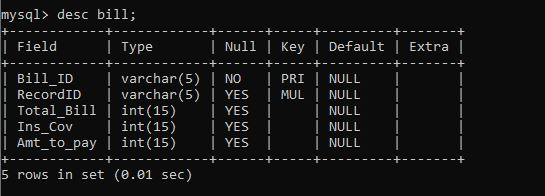 mysql> desc bill;
+------------+------------+------+-----+---------+-------+
| Field      | Type       | Null | Key | Default | Extra |
+------------+------------+------+-----+---------+-------+
| Bill_ID    | varchar(5) | NO   | PRI | NULL    |       |
| RecordID   | varchar(5) | YES  | MUL | NULL    |       |
| Total_Bill | int(15)    | YES  |     | NULL    |       |
| Ins_Cov    | int(15)    | YES  |     | NULL    |       |
| Amt_to_pay | int(15)    | YES  |     | NULL    |       |
+------------+------------+------+-----+---------+-------+
5 rows in set (0.01 sec)